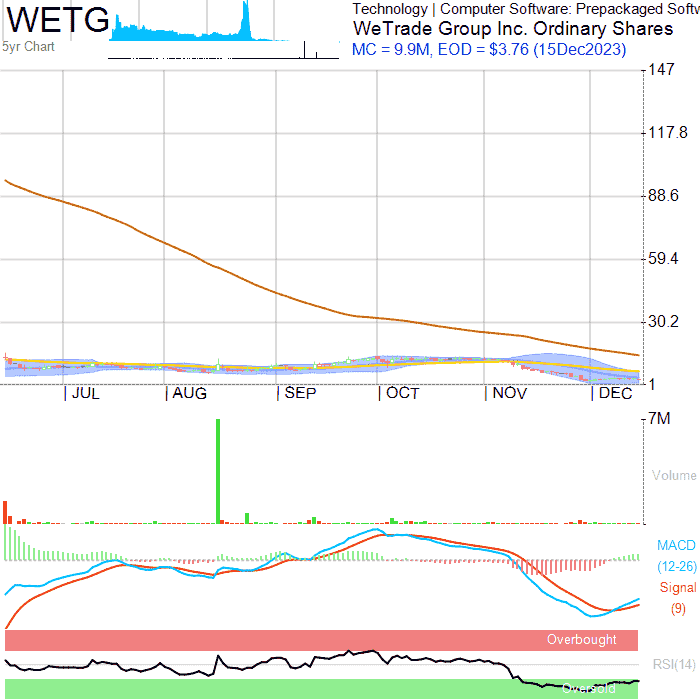 WETG
Technology | Computer Software: Prepackaged Softw
WeTrade Group Inc. Ordinary Shares
5yr Chart
MC = 9.9M, EOD = $3.76 (15Dec2023)
147
117.8
88.6
59.4
30.2
1
JUL AUG SEP OCT NOV DEC
7M
Volume
MACD
(12-26)
Signal
(9)
Overbought
RSI(14)
Oversold